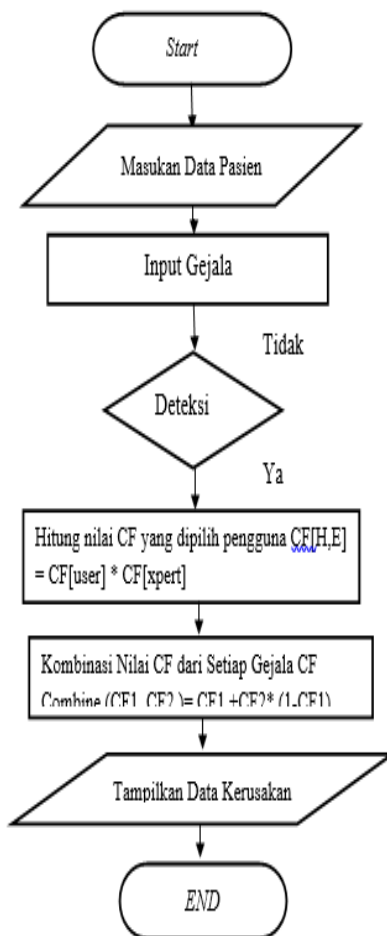 Start
Masukan Data Pasien
Input Gejala
Tidak
Deteksi
Ya
Hitung nilai CF yang dipilih pengguna CF[H,E]
= CF[user] * CF[xpert]
Kombinasi Nilai CF dari Setiap Gejala CF
Combine (CF1, CF2 )= CF1 +CF2* (1-CF1)
Tampilkan Data Kerusakan
END